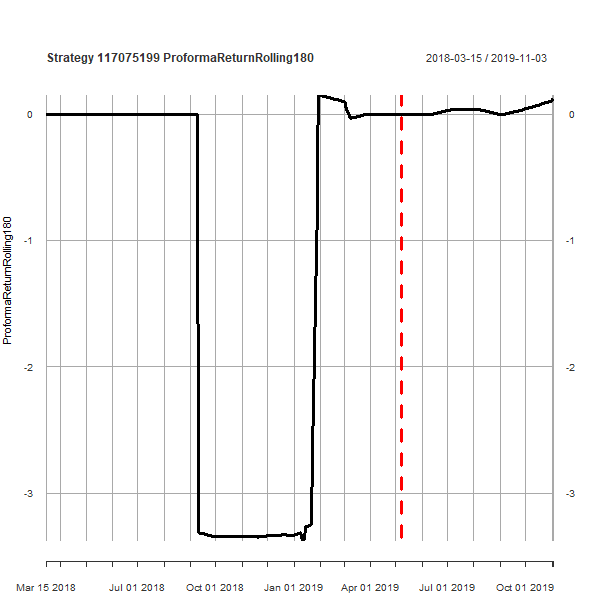 Strategy 117075199 ProformaReturnRolling180
2018-03-15 / 2019-11-03
ProformaReturnRolling180
0
0
-1
-1
-2
-2
-3
-3
Mar 15 2018
Jul 01 2018
Oct 01 2018
Jan 01 2019
Apr 01 2019
Jul 01 2019
Oct 01 2019